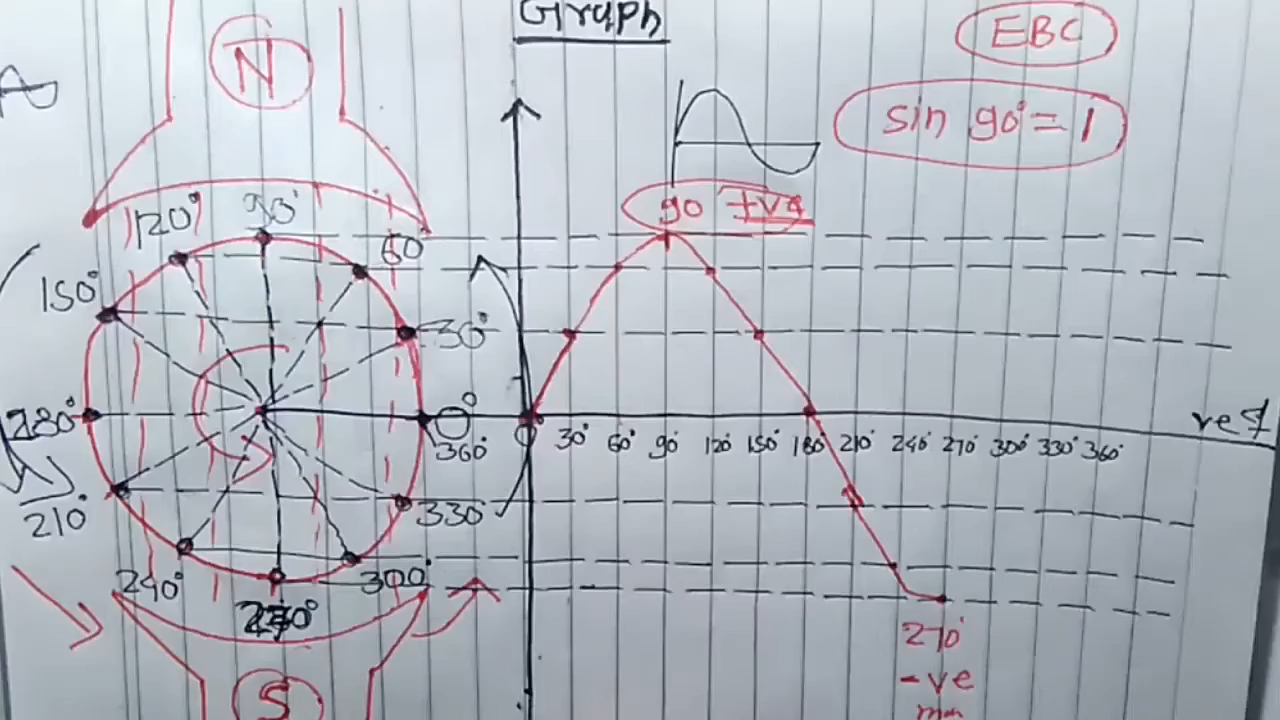 Graph
EBC
N
sin 90° = 1
90 +ve
120°
90°
60
150°
30°
180°
0°
0
30° 60° 90° 120° 150° 180° 210° 240° 270° 300° 330° 360°
360°
210°
330°
240°
300°
270°
270°
-ve
S